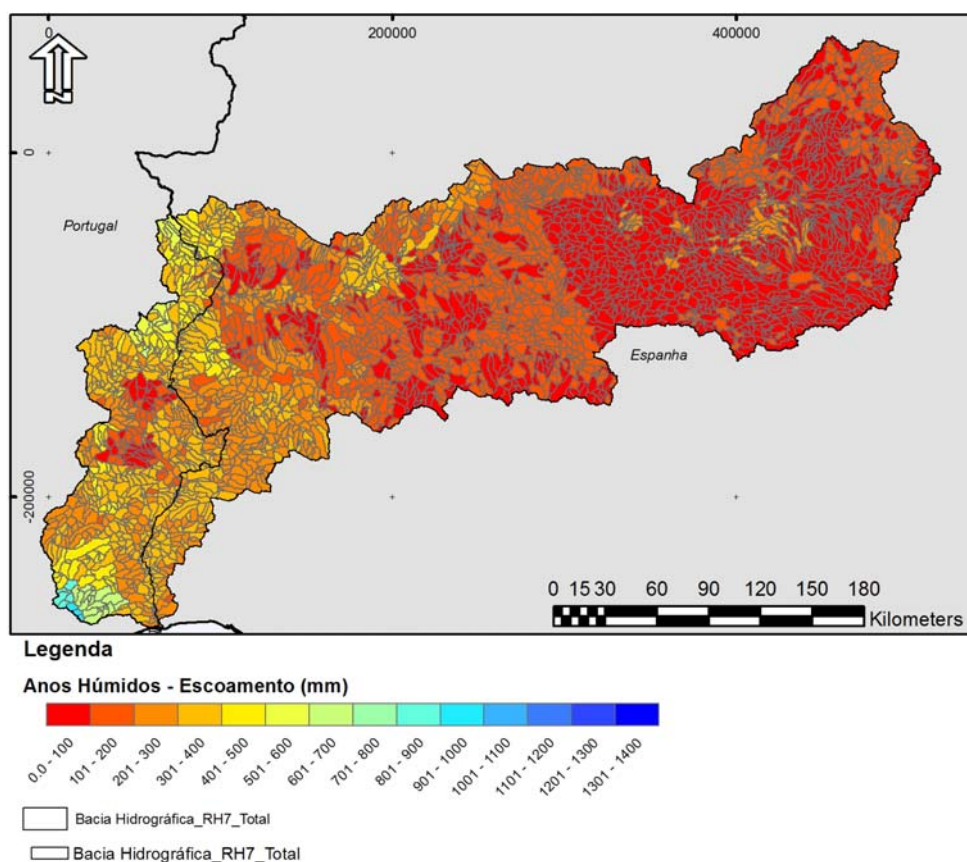 0 200000 400000
N
0
Portugal
Espanha
-200000
0 15 30 60 90 120 150 180
Kilometers
Legenda
Anos Húmidos - Escoamento (mm)
0.0 - 100
101 - 200
201 - 300
301 - 400
401 - 500
501 - 600
601 - 700
701 - 800
801 - 900
901 - 1000
1001 - 1100
1101 - 1200
1201 - 1300
1301 - 1400
Bacia Hidrográfica_RH7_Total
Bacia Hidrográfica_RH7_Total